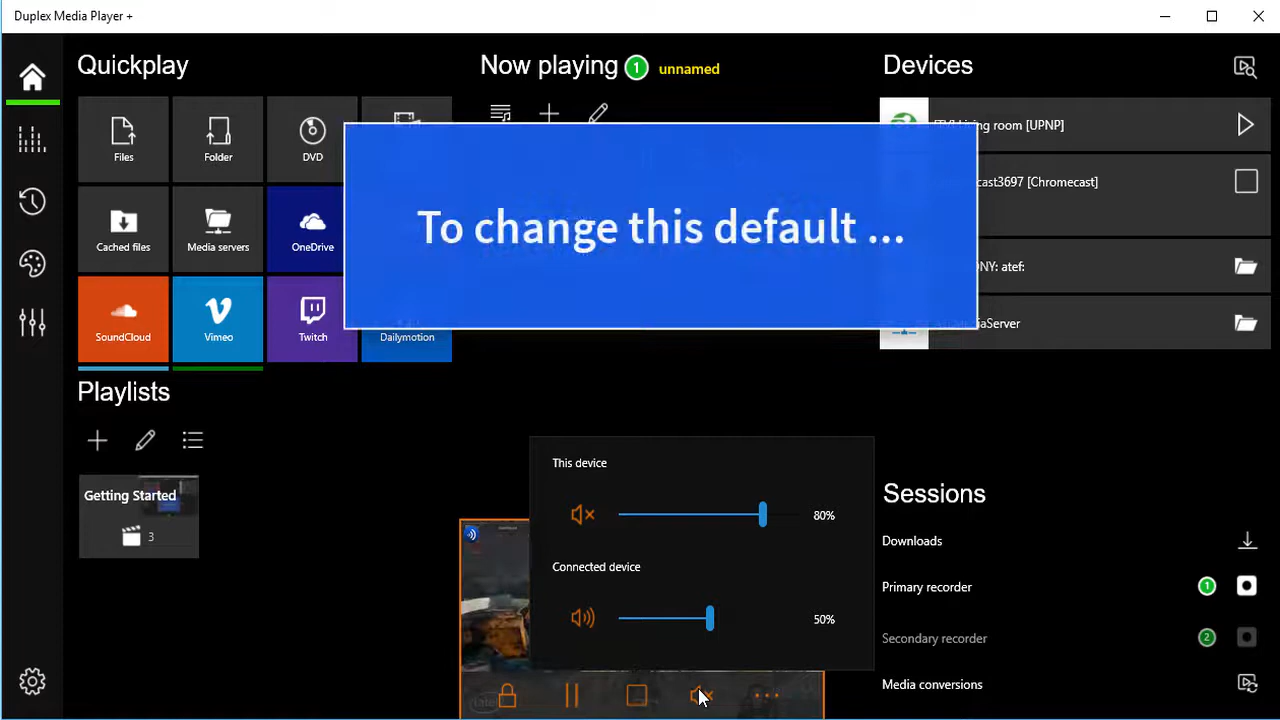 Duplex Media Player +
Quickplay
Files
Folder
DVD
Cached files
Media servers
OneDrive
SoundCloud
Vimeo
Twitch
Dailymotion
Playlists
Getting Started
3
Now playing 1 unnamed
To change this default ...
This device
80%
Connected device
50%
Devices
room [UPNP]
[Chromecast]
atef:
Sessions
Downloads
Primary recorder 1
Secondary recorder 2
Media conversions